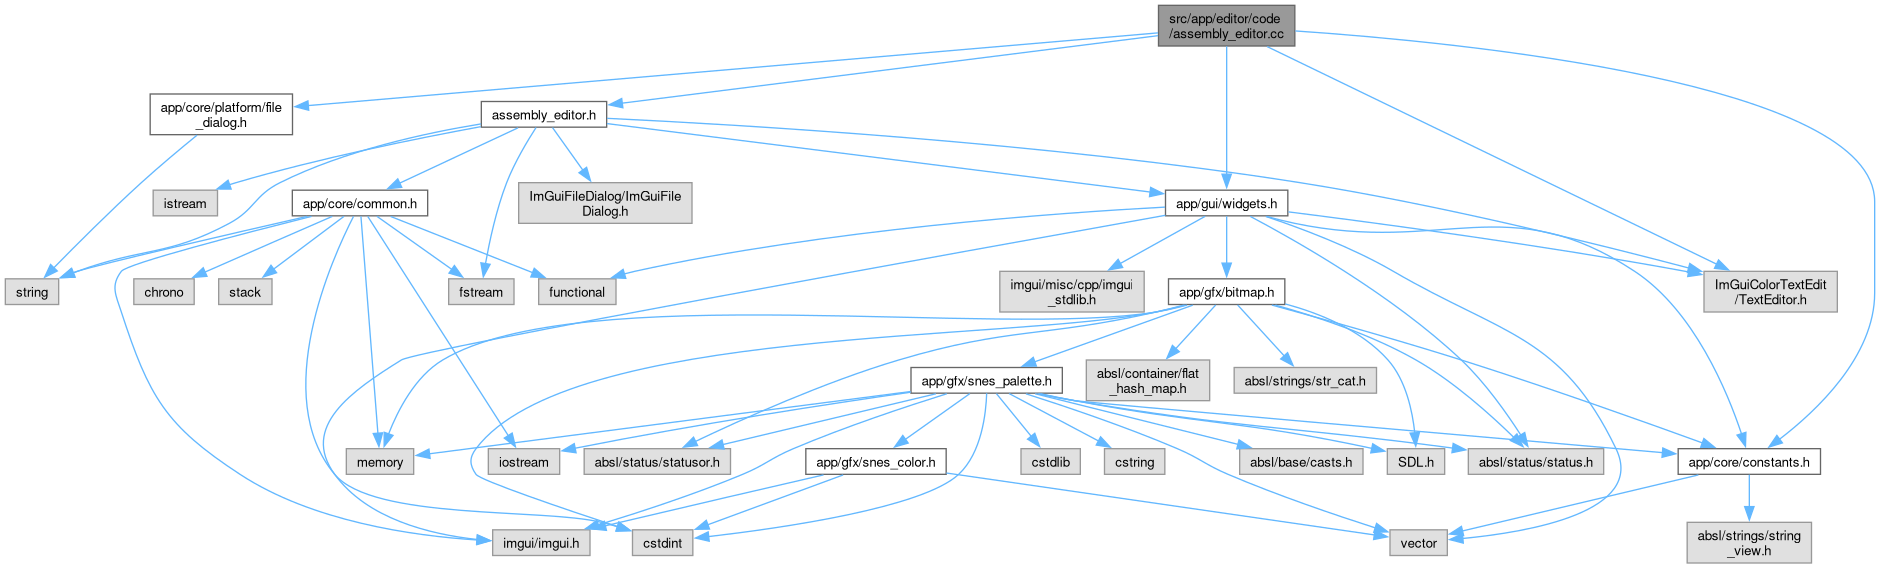 src/app/editor/code
/assembly_editor.cc
app/core/platform/file
_dialog.h
assembly_editor.h
istream
app/core/common.h
ImGuiFileDialog/ImGuiFile
Dialog.h
app/gui/widgets.h
string
chrono
stack
fstream
functional
imgui/misc/cpp/imgui
_stdlib.h
app/gfx/bitmap.h
ImGuiColorTextEdit
/TextEditor.h
app/gfx/snes_palette.h
absl/container/flat
_hash_map.h
absl/strings/str_cat.h
memory
iostream
absl/status/statusor.h
app/gfx/snes_color.h
cstdlib
cstring
absl/base/casts.h
SDL.h
absl/status/status.h
app/core/constants.h
imgui/imgui.h
cstdint
vector
absl/strings/string
_view.h